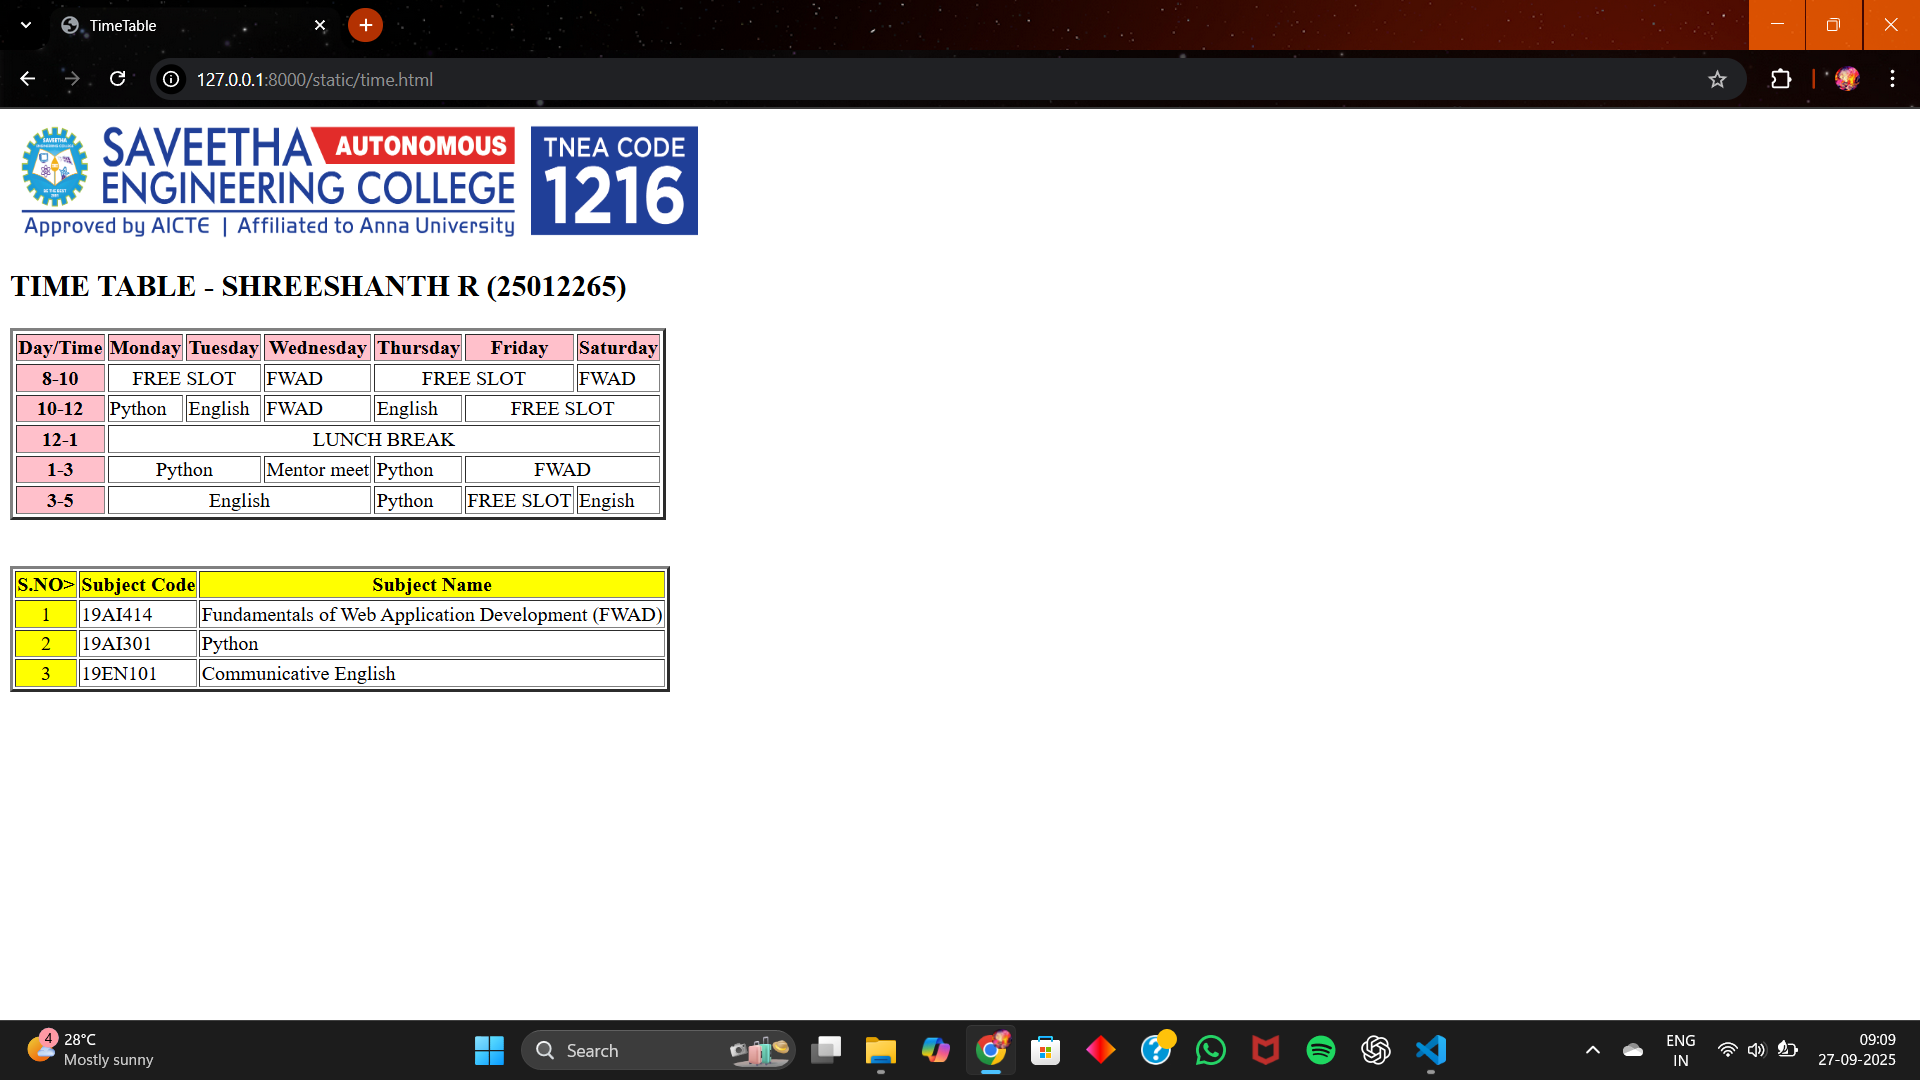 TimeTable
127.0.0.1:8000/static/time.html
SAVEETHA AUTONOMOUS
ENGINEERING COLLEGE
Approved by AICTE | Affiliated to Anna University
TNEA CODE
1216
TIME TABLE - SHREESHANTH R (25012265)
Day/Time Monday Tuesday Wednesday Thursday Friday Saturday
8-10 FREE SLOT FWAD FREE SLOT FWAD
10-12 Python English FWAD English FREE SLOT
12-1 LUNCH BREAK
1-3 Python Mentor meet Python FWAD
3-5 English Python FREE SLOT Engish
S.NO> Subject Code Subject Name
1 19AI414 Fundamentals of Web Application Development (FWAD)
2 19AI301 Python
3 19EN101 Communicative English
4
28°C
Mostly sunny
Search
ENG
IN
09:09
27-09-2025